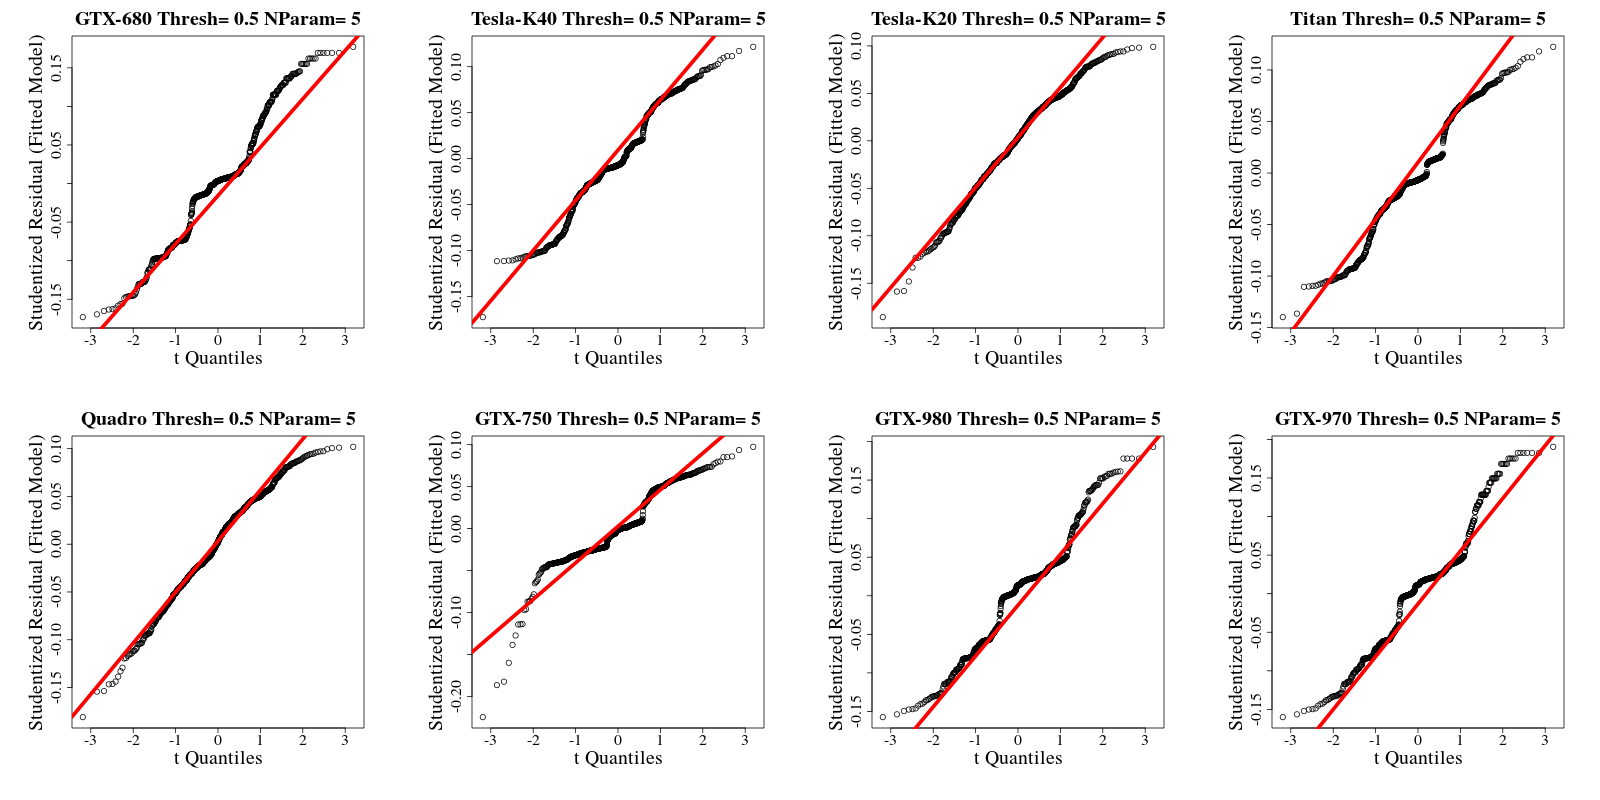 GTX-680 Thresh= 0.5 NParam= 5
Studentized Residual (Fitted Model)
0.15
0.05
-0.05
-0.15
-3 -2 -1 0 1 2 3
t Quantiles
Tesla-K40 Thresh= 0.5 NParam= 5
Studentized Residual (Fitted Model)
0.10
0.05
0.00
-0.05
-0.10
-0.15
-3 -2 -1 0 1 2 3
t Quantiles
Tesla-K20 Thresh= 0.5 NParam= 5
Studentized Residual (Fitted Model)
0.10
0.05
0.00
-0.05
-0.10
-0.15
-3 -2 -1 0 1 2 3
t Quantiles
Titan Thresh= 0.5 NParam= 5
Studentized Residual (Fitted Model)
0.10
0.05
0.00
-0.05
-0.10
-0.15
-3 -2 -1 0 1 2 3
t Quantiles
Quadro Thresh= 0.5 NParam= 5
Studentized Residual (Fitted Model)
0.10
0.05
0.00
-0.05
-0.10
-0.15
-3 -2 -1 0 1 2 3
t Quantiles
GTX-750 Thresh= 0.5 NParam= 5
Studentized Residual (Fitted Model)
0.10
0.05
0.00
-0.10
-0.20
-3 -2 -1 0 1 2 3
t Quantiles
GTX-980 Thresh= 0.5 NParam= 5
Studentized Residual (Fitted Model)
0.15
0.05
-0.05
-0.15
-3 -2 -1 0 1 2 3
t Quantiles
GTX-970 Thresh= 0.5 NParam= 5
Studentized Residual (Fitted Model)
0.15
0.05
-0.05
-0.15
-3 -2 -1 0 1 2 3
t Quantiles